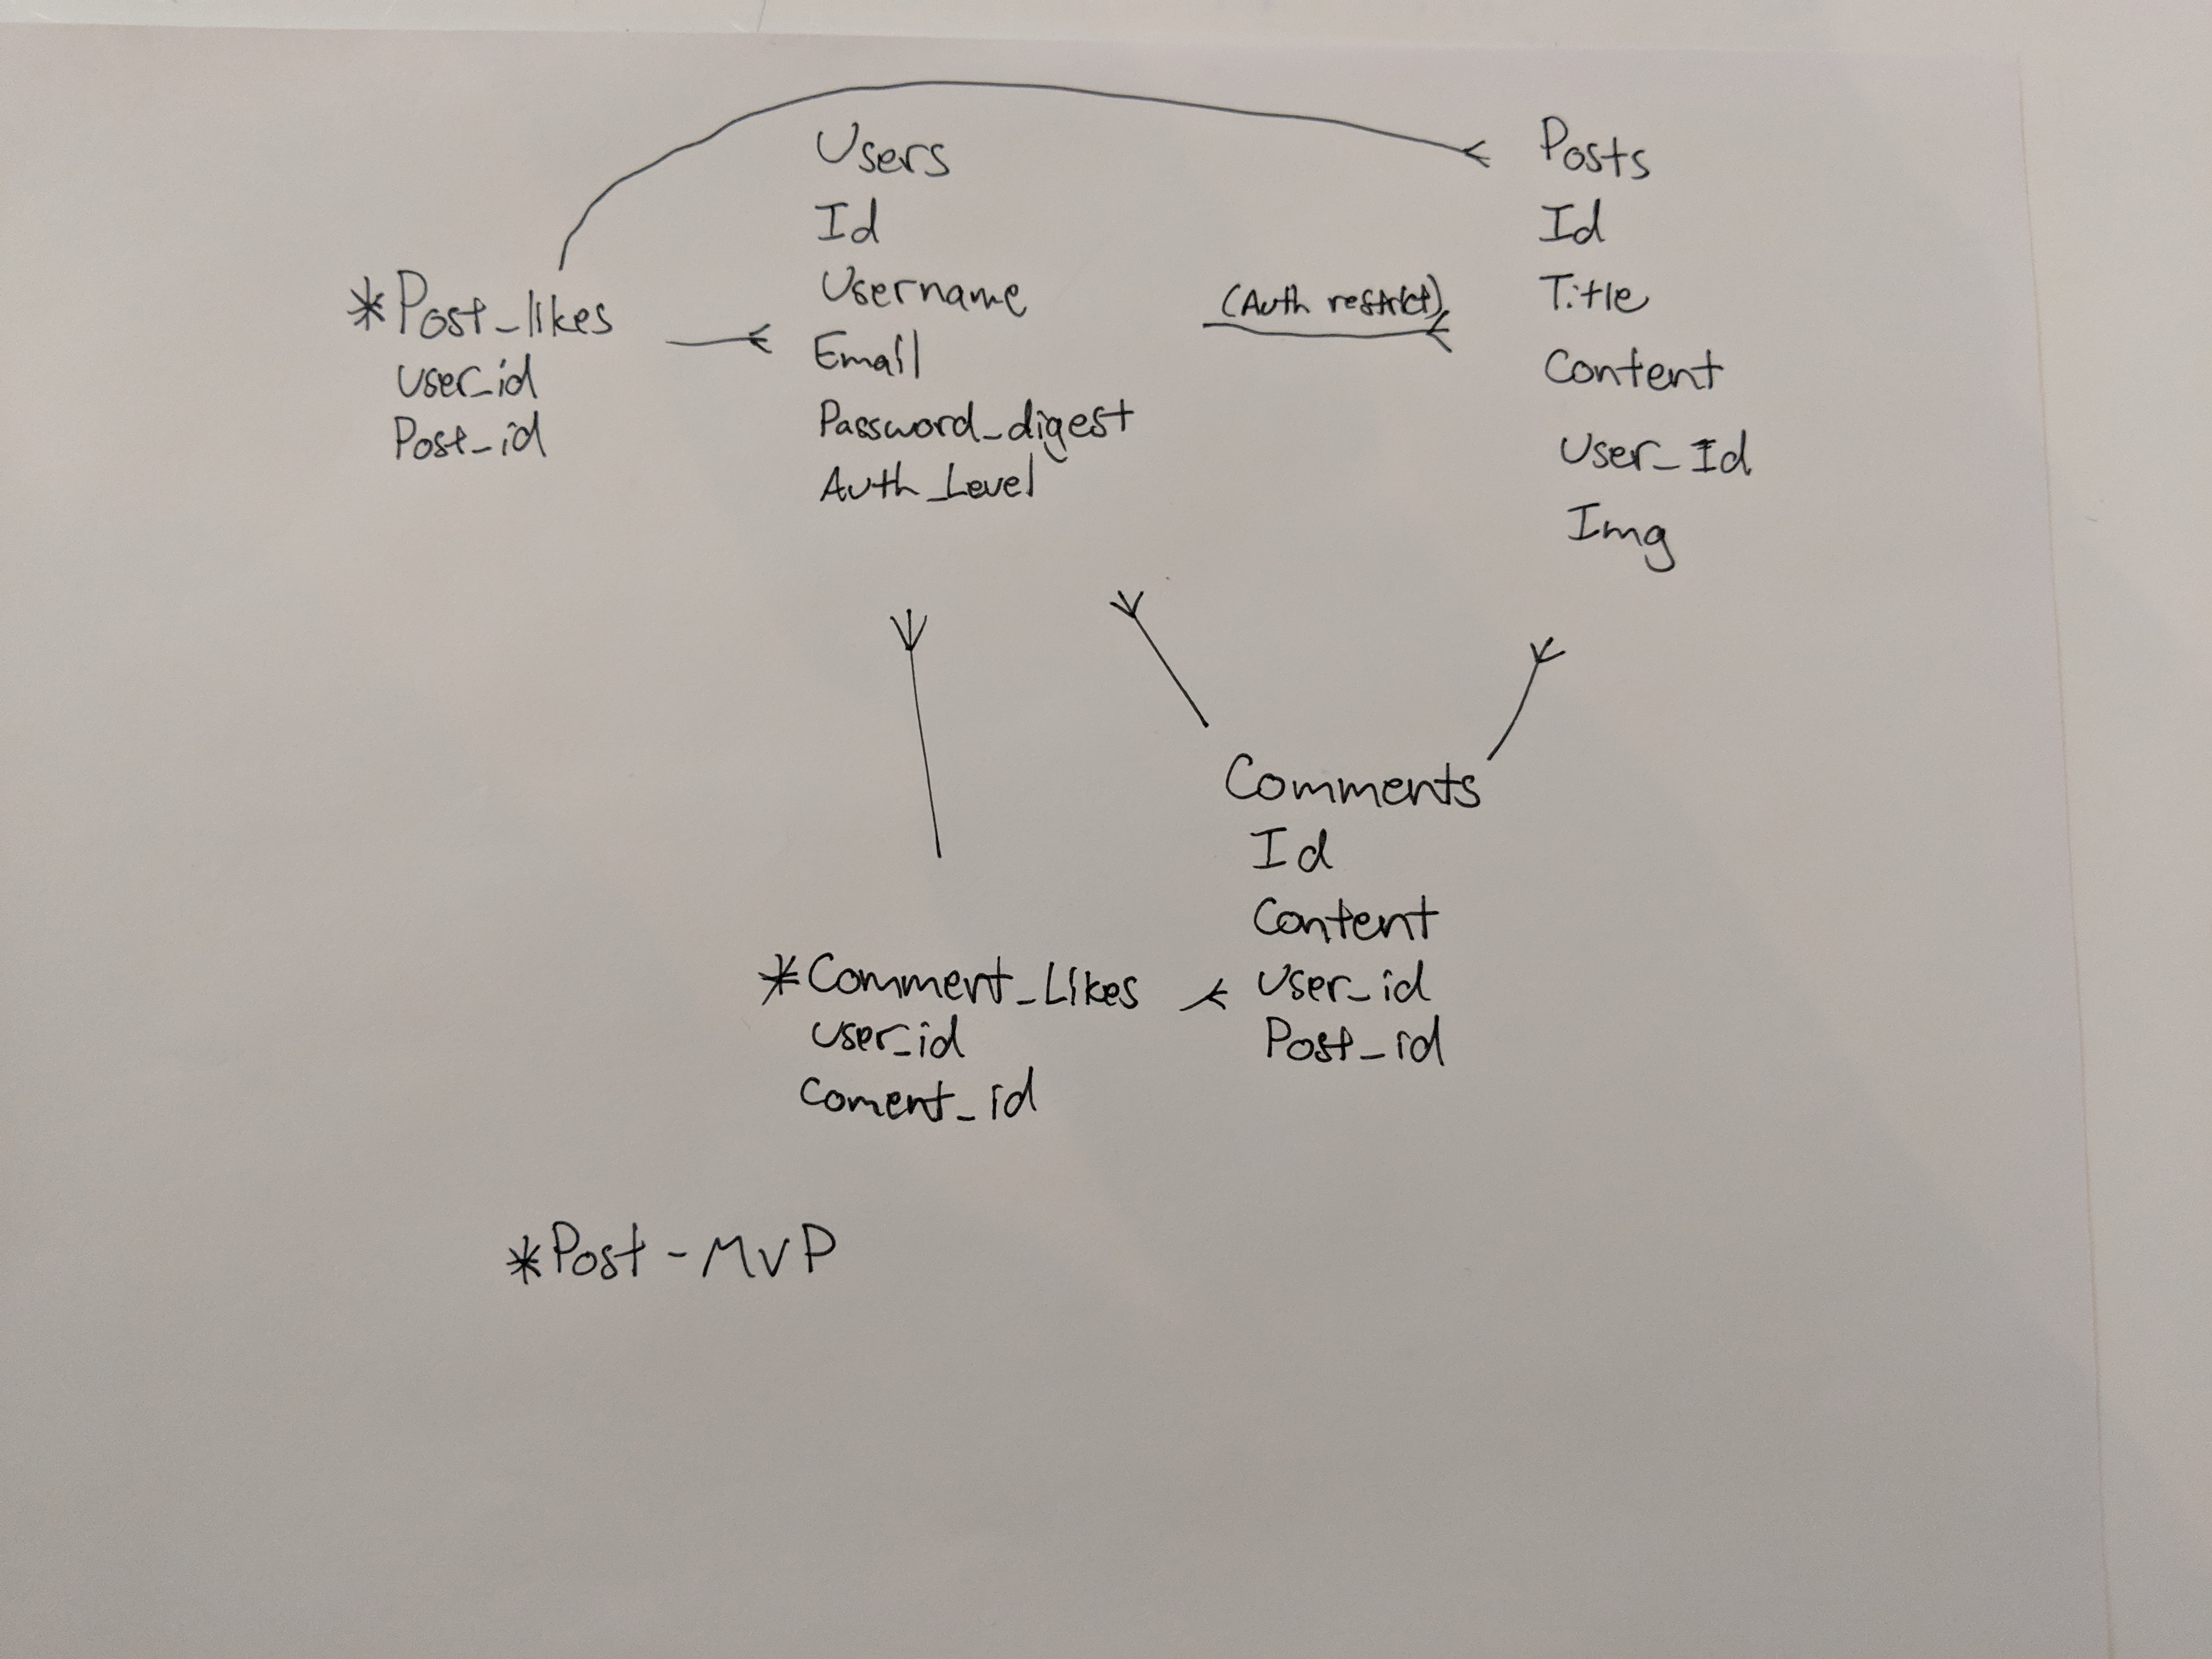 Users
Id
Username
Email
Password_digest
Auth_Level
Posts
Id
Title
Content
User_Id
Img
(Auth restrict)
*Post_likes
user_id
Post_id
Comments
Id
Content
User_id
Post_id
*Comment_Likes
user_id
Coment_id
*Post-MVP